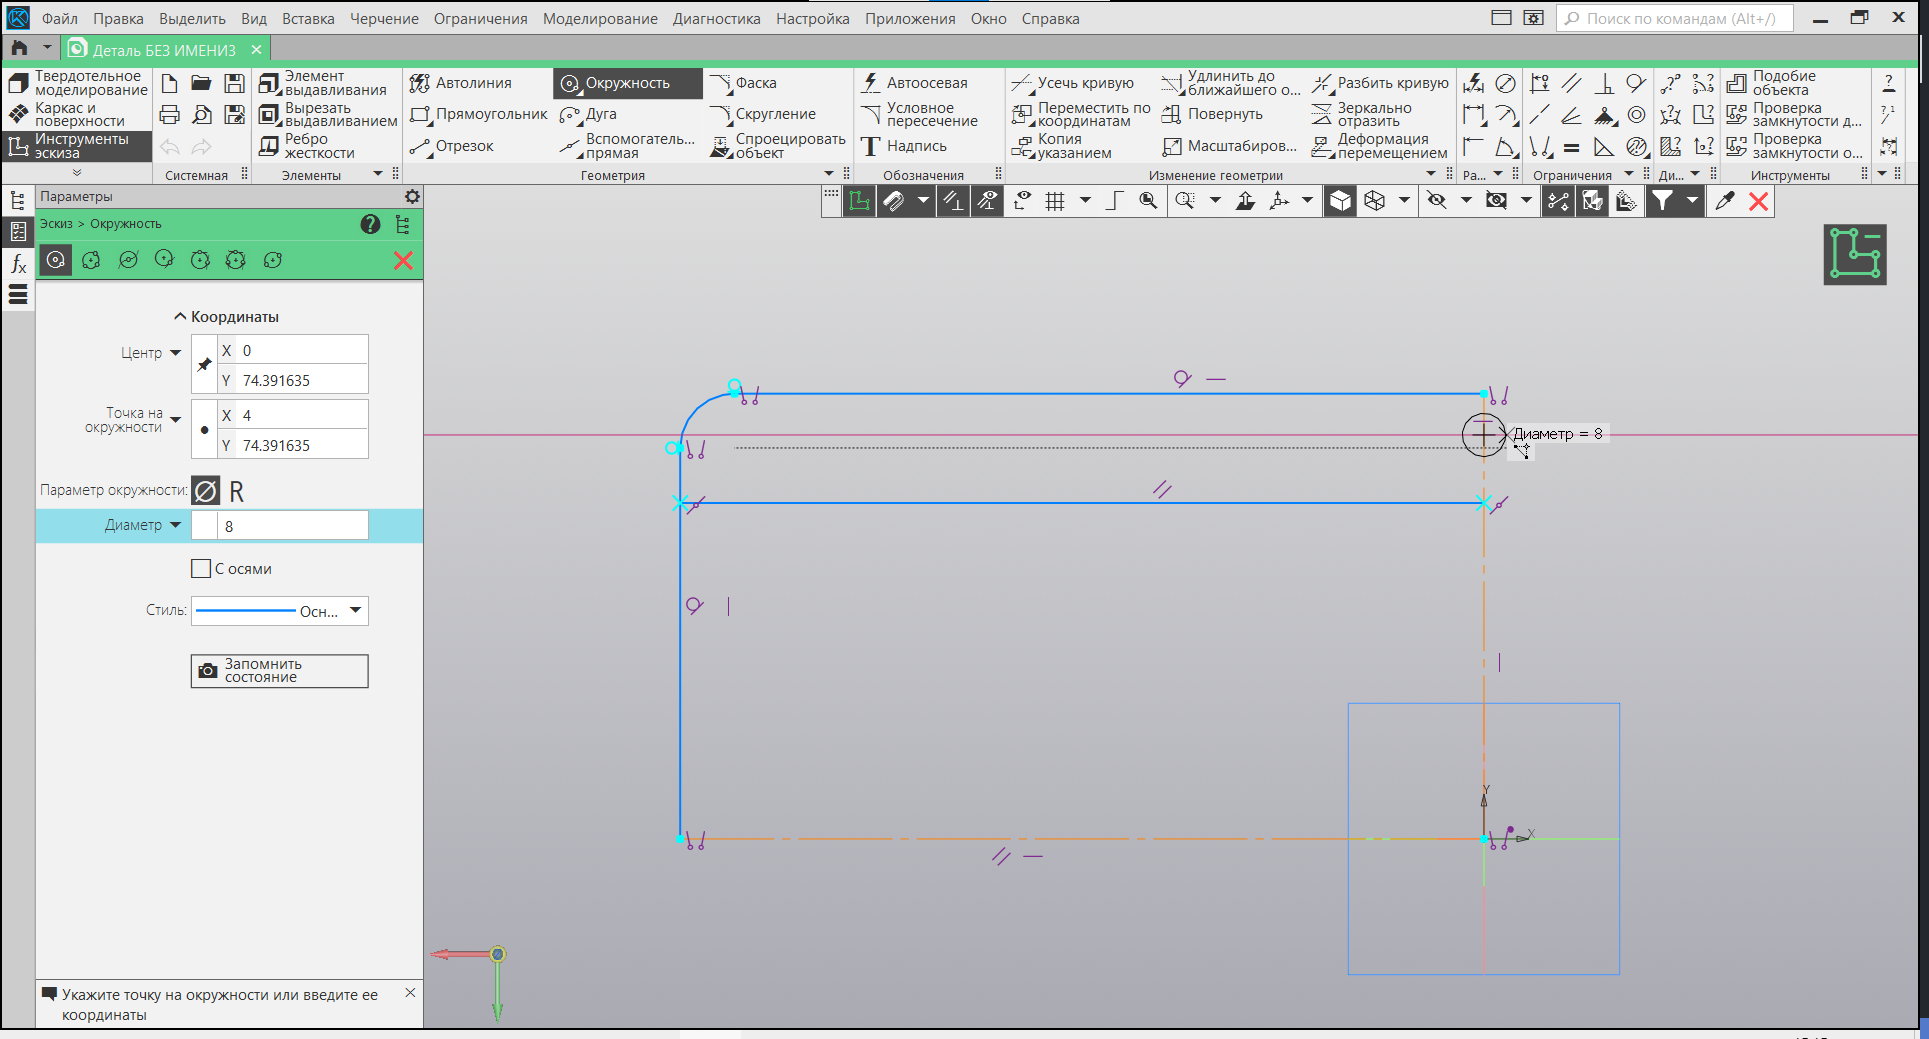 Файл Правка Выделить Вид Вставка Черчение Ограничения Моделирование Диагностика Настройка Приложения Окно Справка Поиск по командам (Alt+/)
Деталь БЕЗ ИМЕНИ3
Твердотельное моделирование
Каркас и поверхности
Инструменты эскиза
Системная
Элемент выдавливания
Вырезать выдавливанием
Ребро жесткости
Элементы
Автолиния
Прямоугольник
Отрезок
Окружность
Дуга
Вспомогатель... прямая
Фаска
Скругление
Спроецировать объект
Геометрия
Автоосевая
Условное пересечение
Надпись
Обозначения
Усечь кривую
Переместить по координатам
Копия указанием
Удлинить до ближайшего о...
Повернуть
Масштабиров...
Разбить кривую
Зеркально отразить
Деформация перемещением
Изменение геометрии
Ра...
Ограничения
Ди...
Подобие объекта
Проверка замкнутости д...
Проверка замкнутости о...
Инструменты
Параметры
Эскиз > Окружность
Координаты
Центр
X 0
Y 74.391635
Точка на окружности
X 4
Y 74.391635
Параметр окружности: R
Диаметр 8
С осями
Стиль: Осн...
Запомнить состояние
Укажите точку на окружности или введите ее
координаты
Диаметр = 8
Y
X